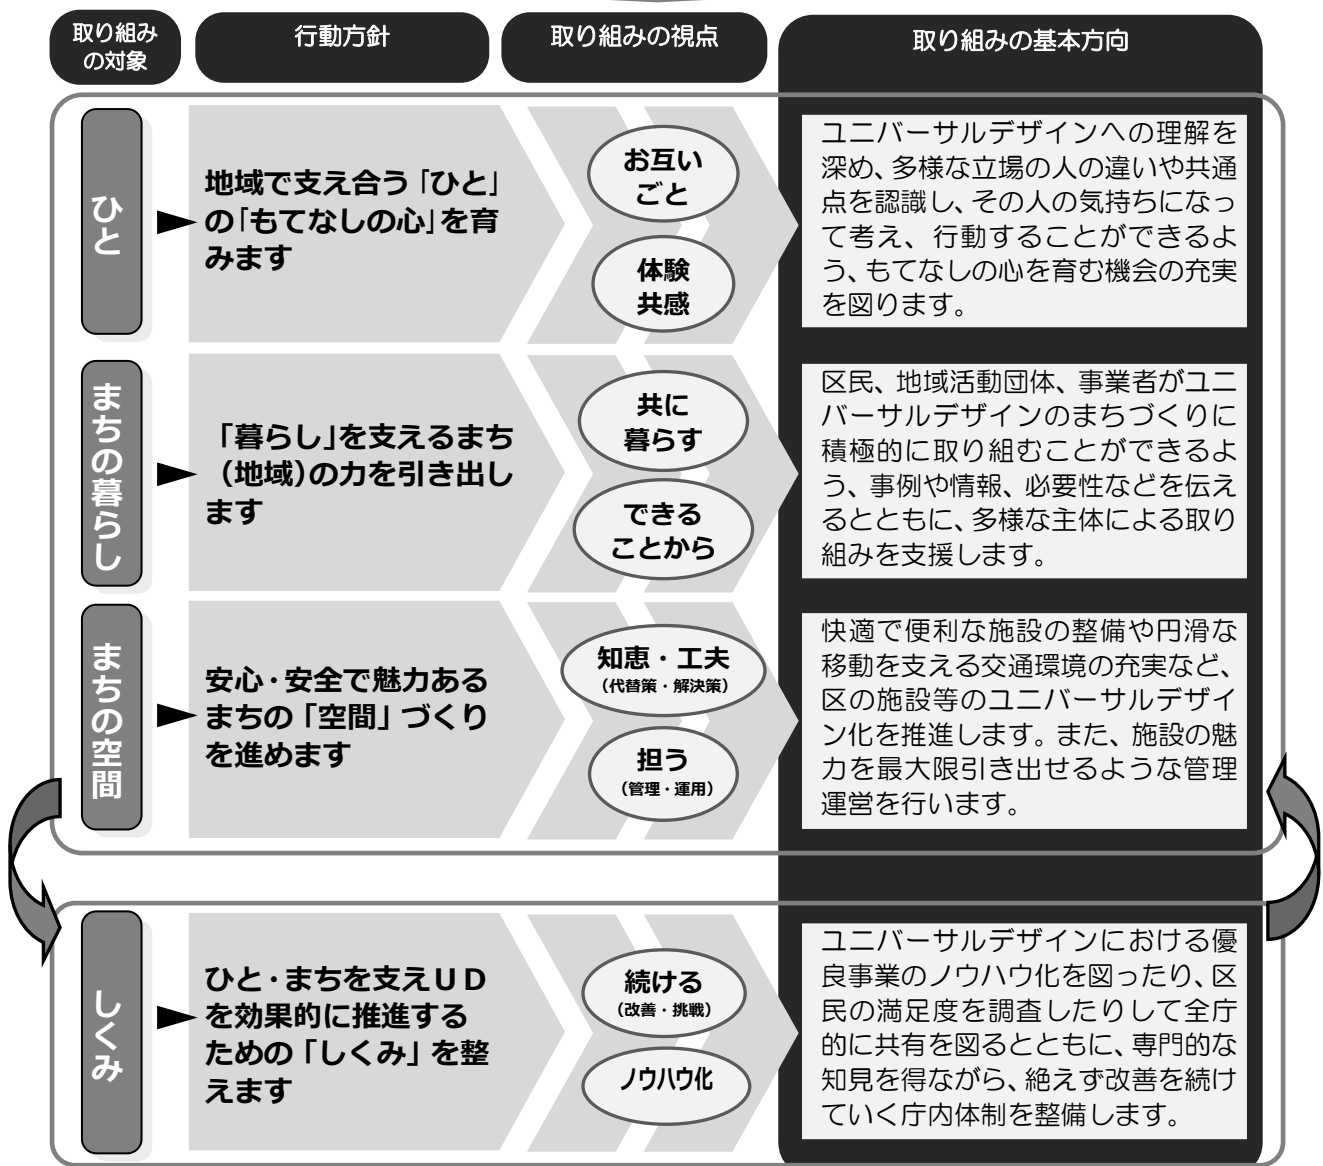 取り組み
の対象
行動方針
取り組みの視点
取り組みの基本方向
ひと
地域で支え合う「ひと」
の「もてなしの心」を育
みます
お互い
ごと
体験
共感
ユニバーサルデザインへの理解を
深め、多様な立場の人の違いや共通
点を認識し、その人の気持ちになっ
て考え、行動することができるよ
う、もてなしの心を育む機会の充実
を図ります。
まちの暮らし
「暮らし」を支えるまち
(地域)の力を引き出し
ます
共に
暮らす
できる
ことから
区民、地域活動団体、事業者がユニ
バーサルデザインのまちづくりに
積極的に取り組むことができるよ
う、事例や情報、必要性などを伝え
るとともに、多様な主体による取り
組みを支援します。
まちの空間
安心・安全で魅力ある
まちの「空間」づくり
を進めます
知恵・工夫
(代替策・解決策)
担う
(管理・運用)
快適で便利な施設の整備や円滑な
移動を支える交通環境の充実など、
区の施設等のユニバーサルデザイ
ン化を推進します。また、施設の魅
力を最大限引き出せるような管理
運営を行います。
しくみ
ひと・まちを支えＵＤ
を効果的に推進する
ための「しくみ」を整
えます
続ける
(改善・挑戦)
ノウハウ化
ユニバーサルデザインにおける優
良事業のノウハウ化を図ったり、区
民の満足度を調査したりして全庁
的に共有を図るとともに、専門的な
知見を得ながら、絶えず改善を続け
ていく庁内体制を整備します。